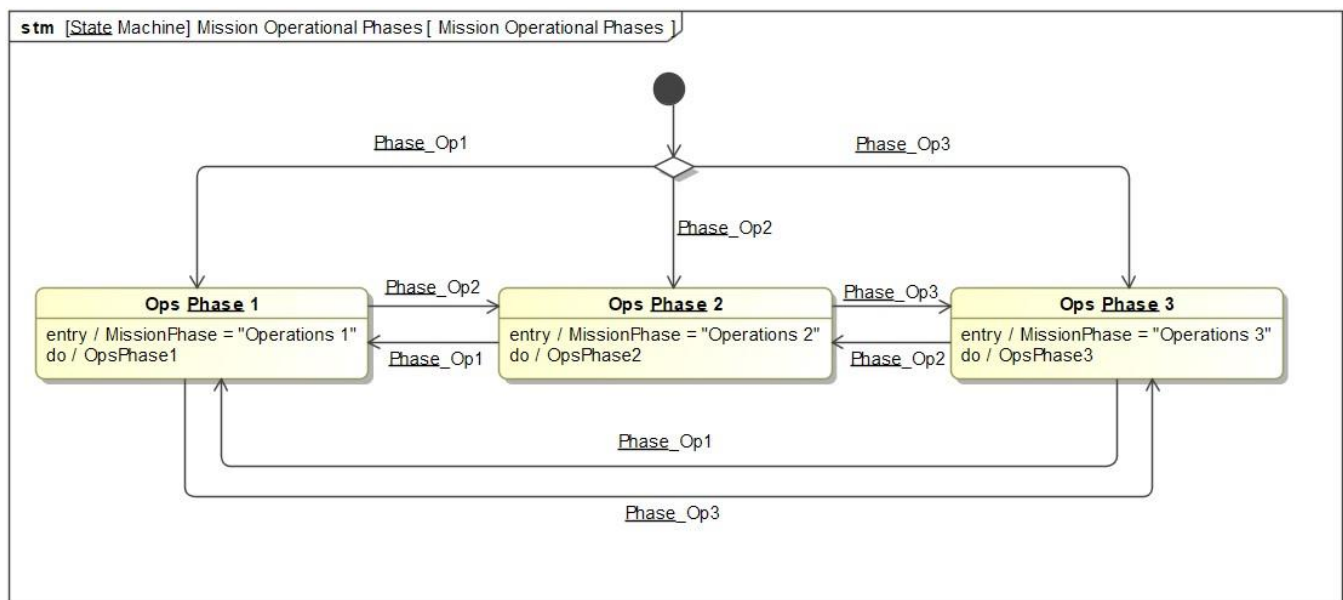 stm [State Machine] Mission Operational Phases [ Mission Operational Phases ]
Phase_Op1
Phase_Op3
Phase_Op2
Ops Phase 1
entry / MissionPhase = "Operations 1"
do / OpsPhase1
Phase_Op2
Phase_Op1
Ops Phase 2
entry / MissionPhase = "Operations 2"
do / OpsPhase2
Phase_Op3
Phase_Op2
Ops Phase 3
entry / MissionPhase = "Operations 3"
do / OpsPhase3
Phase_Op1
Phase_Op3